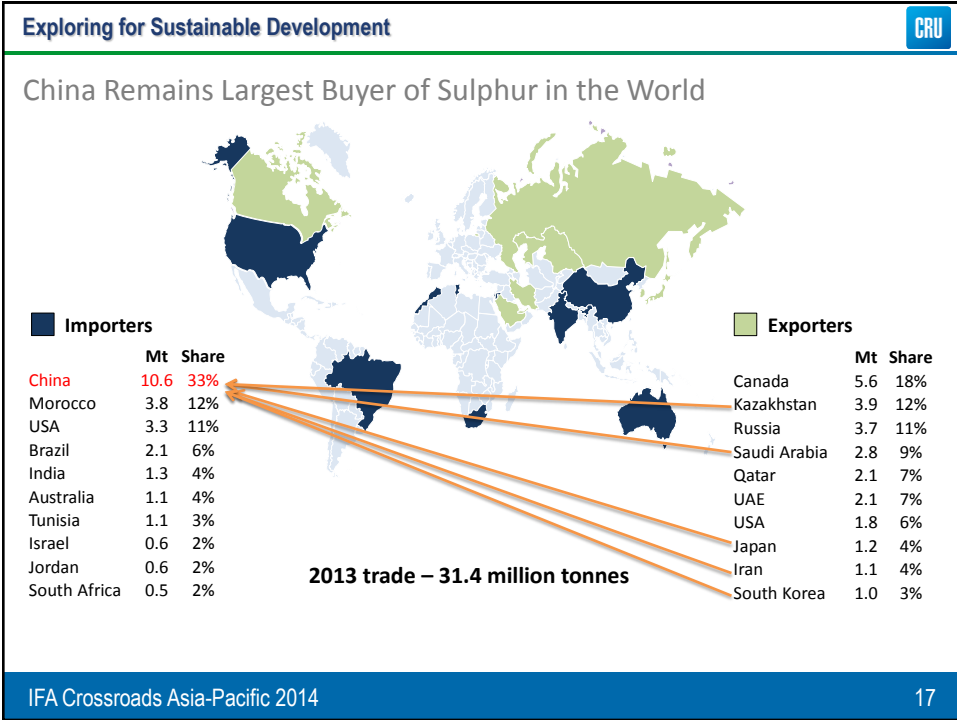 Exploring for Sustainable Development
CRU
China Remains Largest Buyer of Sulphur in the World
Importers
Mt Share
China 10.6 33%
Morocco 3.8 12%
USA 3.3 11%
Brazil 2.1 6%
India 1.3 4%
Australia 1.1 4%
Tunisia 1.1 3%
Israel 0.6 2%
Jordan 0.6 2%
South Africa 0.5 2%
Exporters
Mt Share
Canada 5.6 18%
Kazakhstan 3.9 12%
Russia 3.7 11%
Saudi Arabia 2.8 9%
Qatar 2.1 7%
UAE 2.1 7%
USA 1.8 6%
Japan 1.2 4%
Iran 1.1 4%
South Korea 1.0 3%
2013 trade – 31.4 million tonnes
IFA Crossroads Asia-Pacific 2014
17